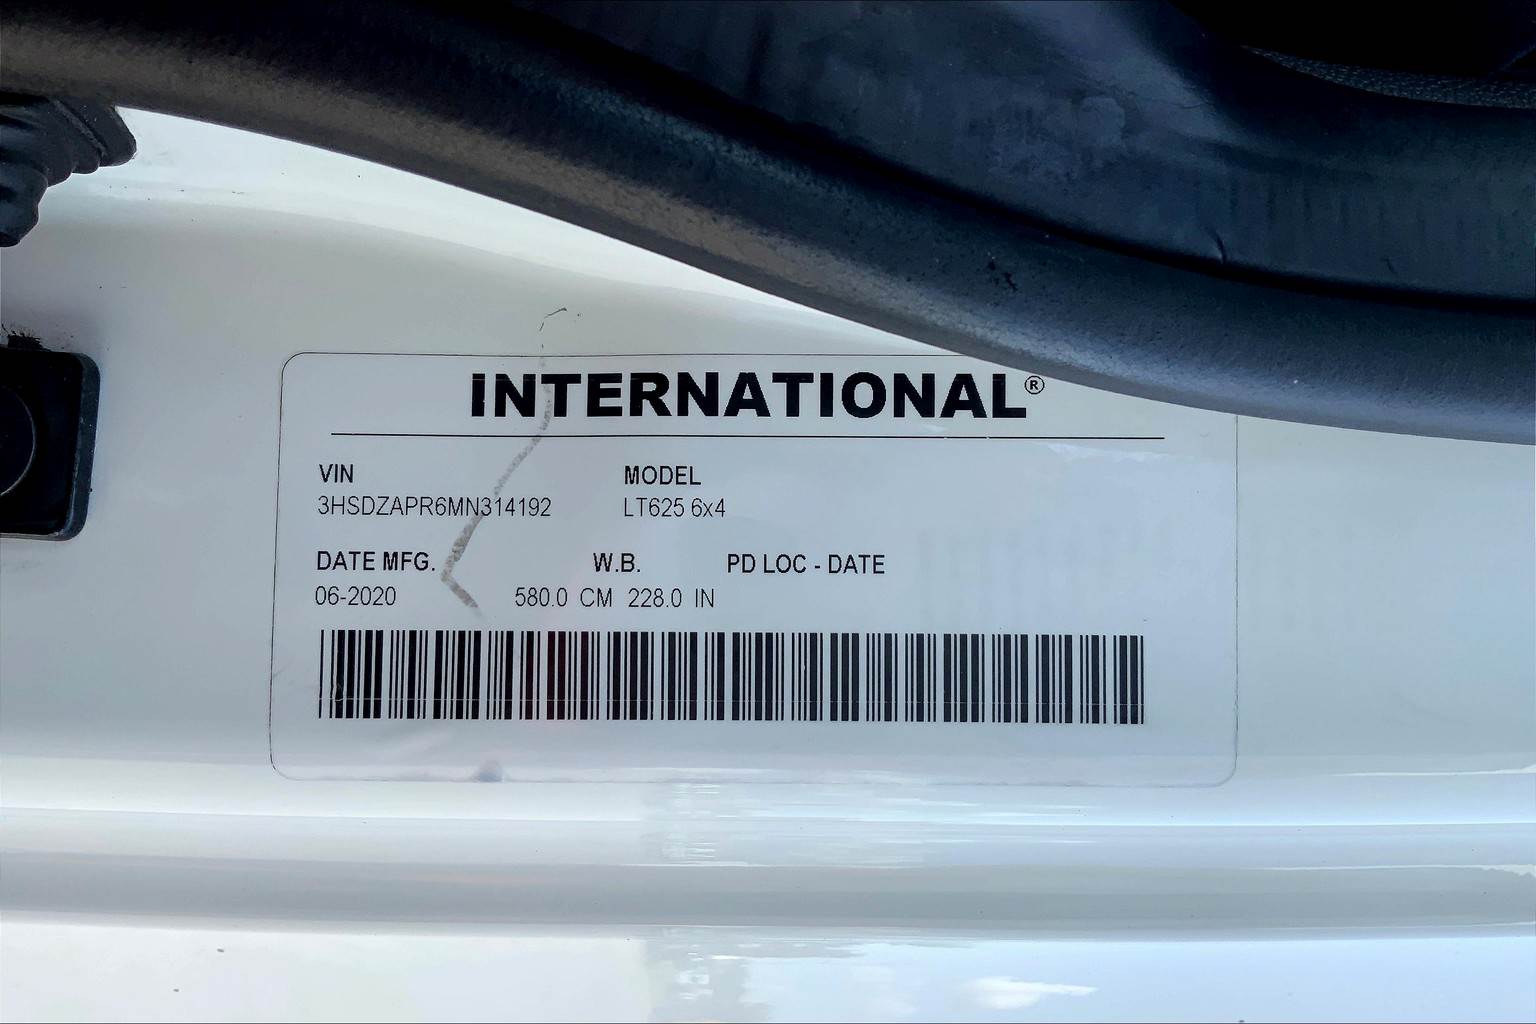 INTERNATIONAL®
VIN MODEL
3HSDZAPR6MN314192 LT625 6x4
DATE MFG. W.B. PD LOC - DATE
06-2020 580.0 CM 228.0 IN